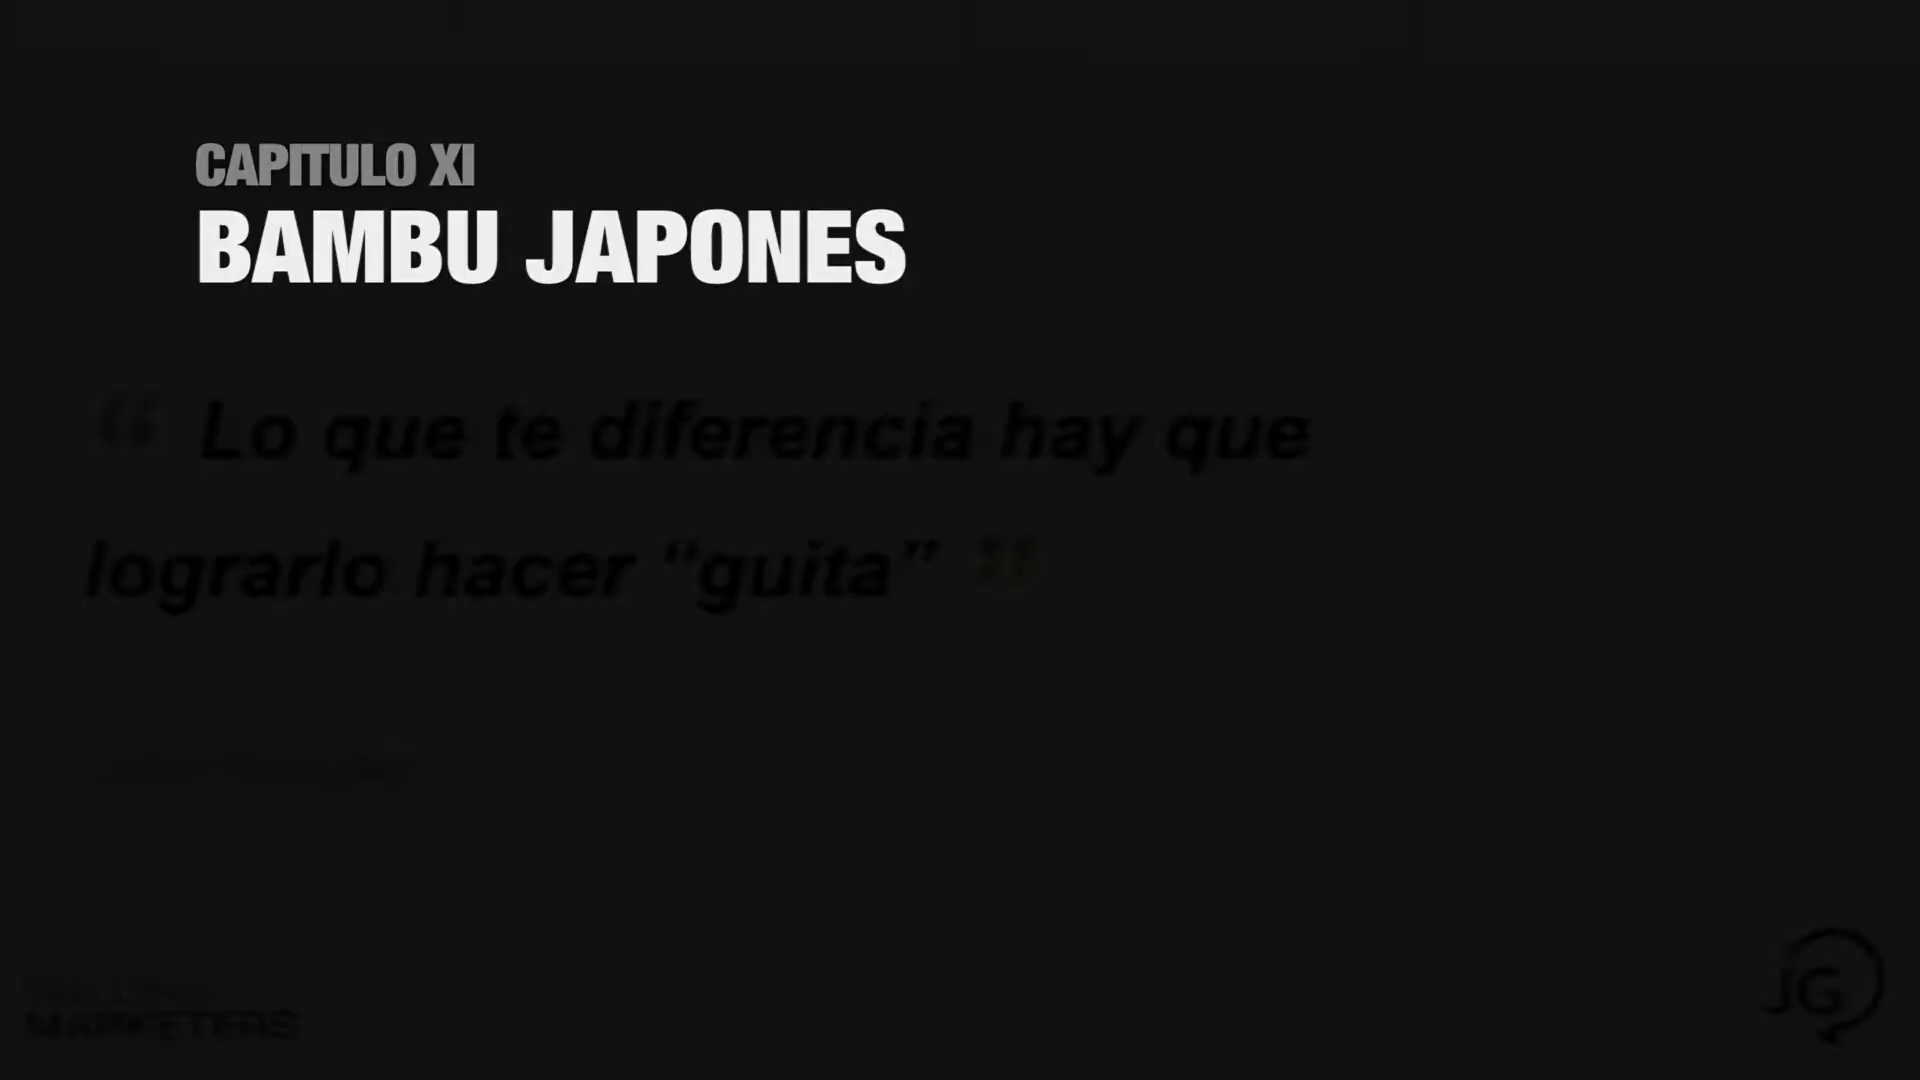 CAPITULO XI
BAMBU JAPONES
“ Lo que te diferencia hay que
lograrlo hacer “guita” ”
MARKETERS
JG